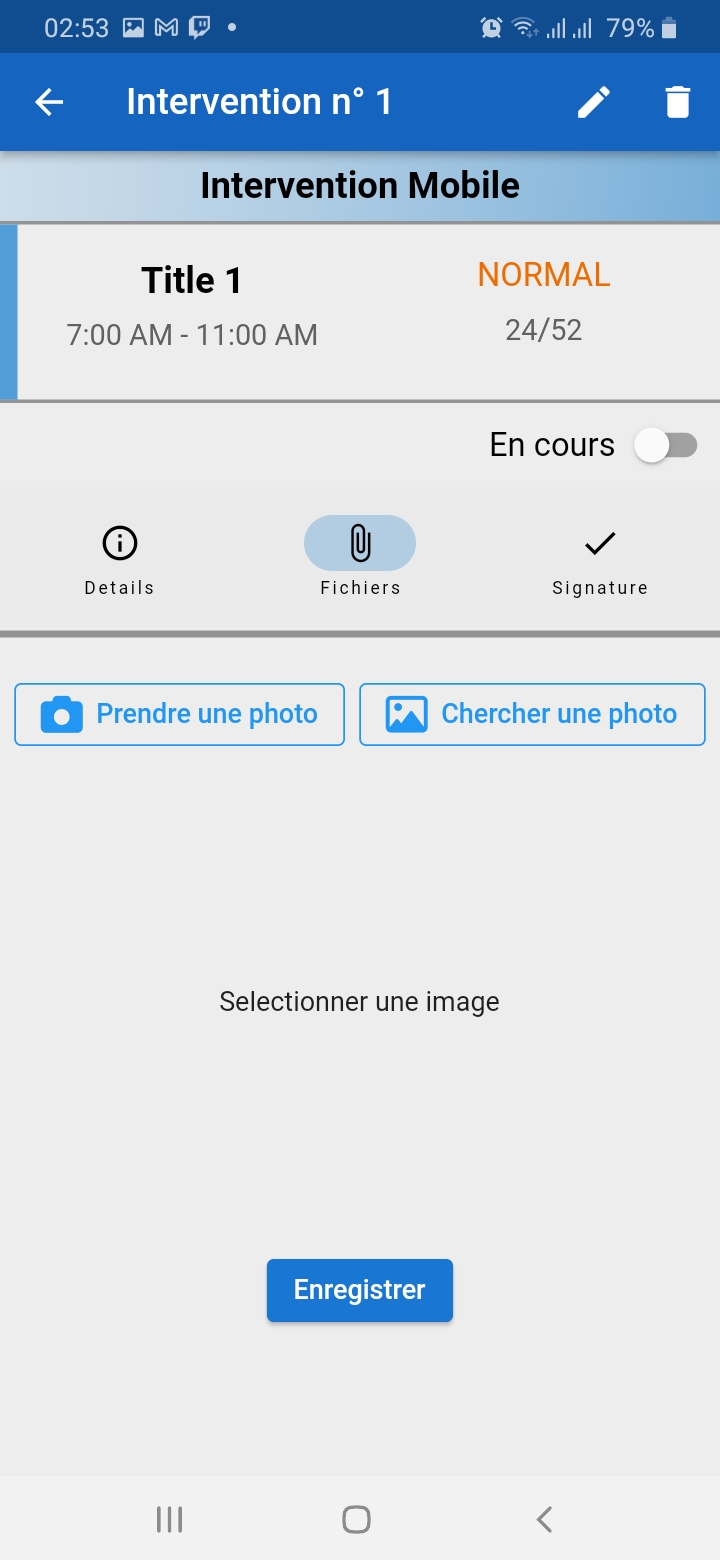 02:53
79%
Intervention n° 1
Intervention Mobile
Title 1
NORMAL
7:00 AM - 11:00 AM
24/52
En cours
Details
Fichiers
Signature
Prendre une photo
Chercher une photo
Selectionner une image
Enregistrer